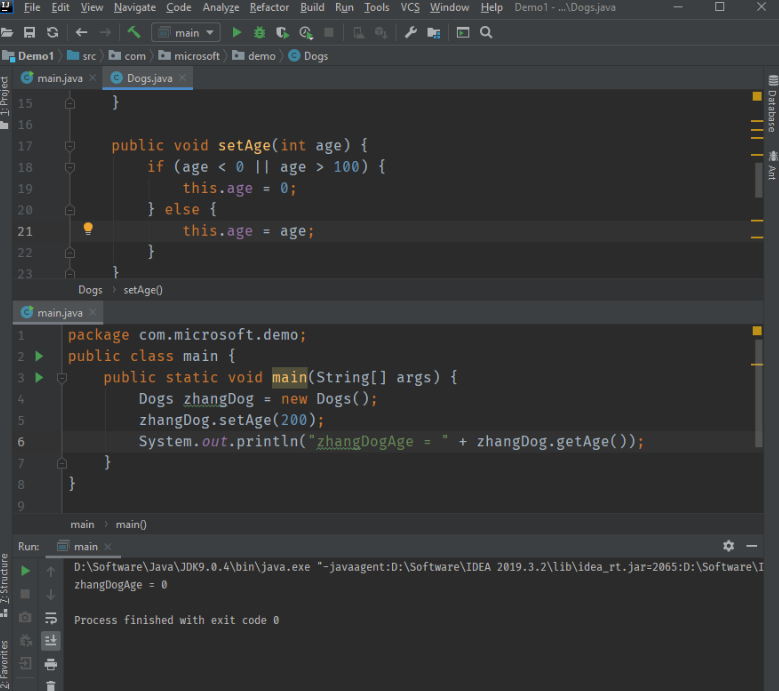 File Edit View Navigate Code Analyze Refactor Build Run Tools VCS Window Help Demo1 - ...\Dogs.java
main
Demo1 src com microsoft demo Dogs
main.java Dogs.java
1: Project
Database
Ant
15 }
16
17 public void setAge(int age) {
18 if (age < 0 || age > 100) {
19 this.age = 0;
20 } else {
21 this.age = age;
22 }
23 }
Dogs setAge()
main.java
1 package com.microsoft.demo;
2 public class main {
3 public static void main(String[] args) {
4 Dogs zhangDog = new Dogs();
5 zhangDog.setAge(200);
6 System.out.println("zhangDogAge = " + zhangDog.getAge());
7 }
8 }
9
main main()
Run: main
7: Structure
2: Favorites
D:\Software\Java\JDK9.0.4\bin\java.exe "-javaagent:D:\Software\IDEA 2019.3.2\lib\idea_rt.jar=2065:D:\Software\I
zhangDogAge = 0
Process finished with exit code 0